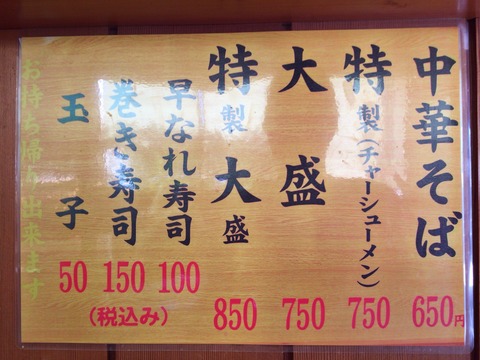 中華そば 650円
特製(チャーシューメン) 750
大盛 750
特製大盛 850
早なれ寿司 100
巻き寿司 150
玉子 50
(税込み)
お持ち帰り出来ます